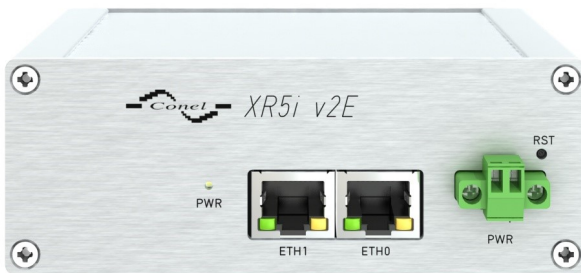 Conel XR5i v2E
RST
PWR
ETH1 ETH0
PWR